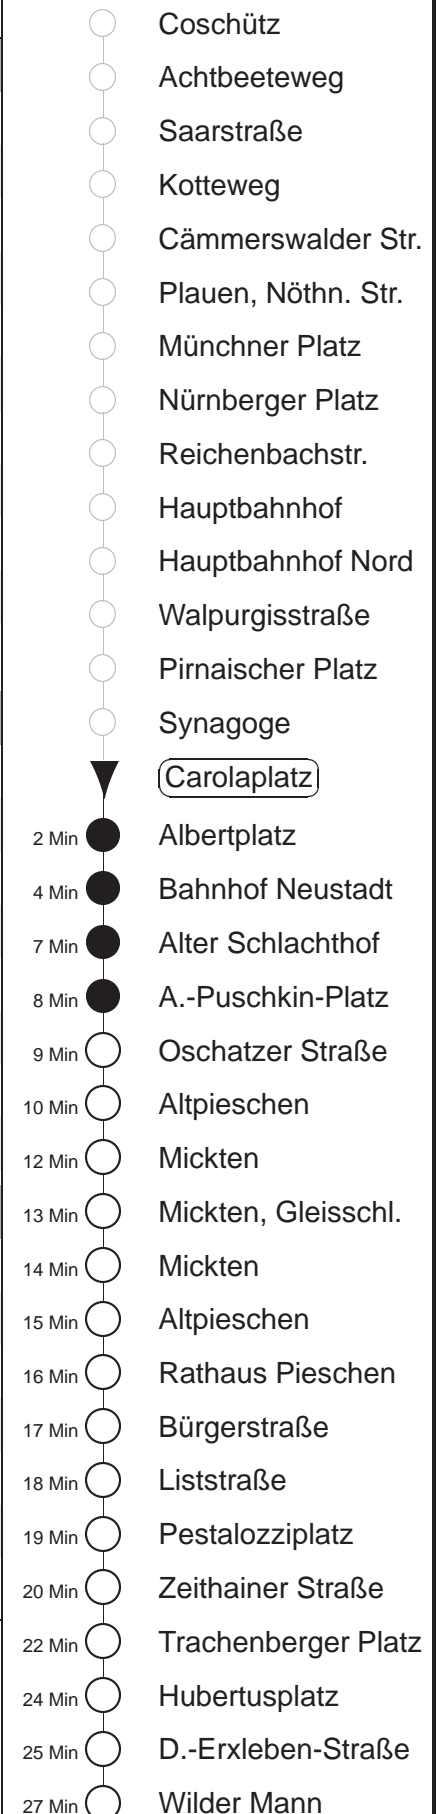 Coschütz
Achtbeeteweg
Saarstraße
Kotteweg
Cämmerswalder Str.
Plauen, Nöthn. Str.
Münchner Platz
Nürnberger Platz
Reichenbachstr.
Hauptbahnhof
Hauptbahnhof Nord
Walpurgisstraße
Pirnaischer Platz
Synagoge
Carolaplatz
2 Min Albertplatz
4 Min Bahnhof Neustadt
7 Min Alter Schlachthof
8 Min A.-Puschkin-Platz
9 Min Oschatzer Straße
10 Min Altpieschen
12 Min Mickten
13 Min Mickten, Gleisschl.
14 Min Mickten
15 Min Altpieschen
16 Min Rathaus Pieschen
17 Min Bürgerstraße
18 Min Liststraße
19 Min Pestalozziplatz
20 Min Zeithainer Straße
22 Min Trachenberger Platz
24 Min Hubertusplatz
25 Min D.-Erxleben-Straße
27 Min Wilder Mann